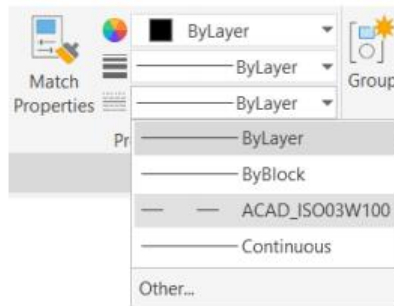 ByLayer
Match Properties
ByLayer
Group
ByLayer
Pr
ByLayer
ByBlock
ACAD_ISO03W100
Continuous
Other...